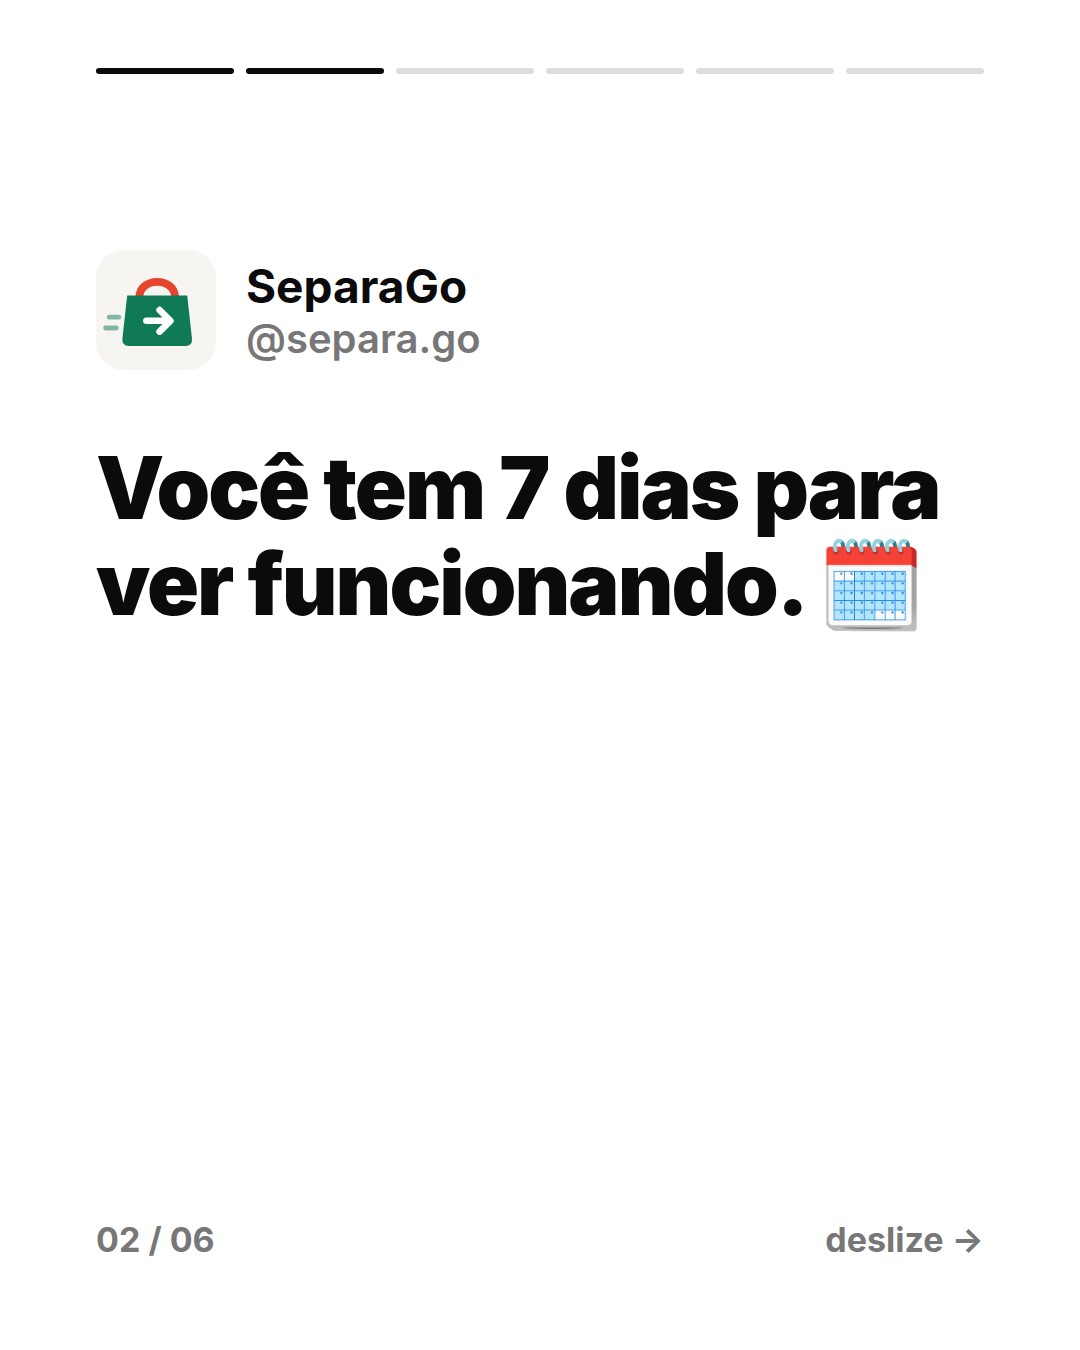 SeparaGo
@separa.go
Você tem 7 dias para
ver funcionando. 🗓️
02 / 06
deslize →